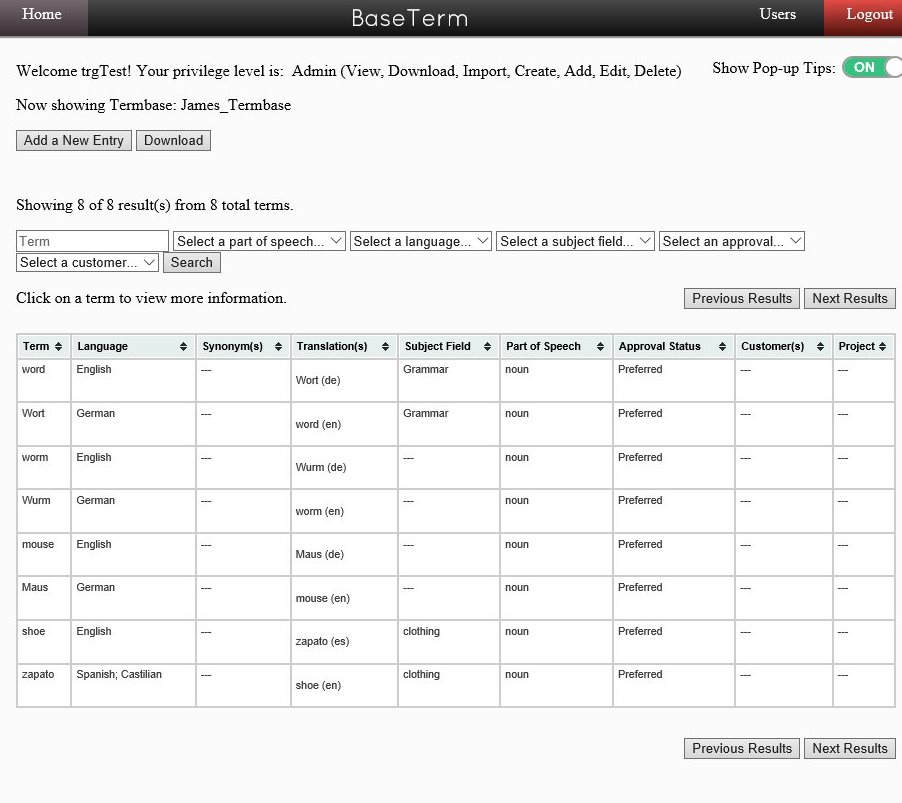 Home BaseTerm Users Logout
Welcome trgTest! Your privilege level is: Admin (View, Download, Import, Create, Add, Edit, Delete) Show Pop-up Tips: ON
Now showing Termbase: James_Termbase
Add a New Entry Download
Showing 8 of 8 result(s) from 8 total terms.
Term Select a part of speech... Select a language... Select a subject field... Select an approval...
Select a customer... Search
Click on a term to view more information. Previous Results Next Results
Term Language Synonym(s) Translation(s) Subject Field Part of Speech Approval Status Customer(s) Project
word English --- Wort (de) Grammar noun Preferred --- ---
Wort German --- word (en) Grammar noun Preferred --- ---
worm English --- Wurm (de) --- noun Preferred --- ---
Wurm German --- worm (en) --- noun Preferred --- ---
mouse English --- Maus (de) --- noun Preferred --- ---
Maus German --- mouse (en) --- noun Preferred --- ---
shoe English --- zapato (es) clothing noun Preferred --- ---
zapato Spanish; Castilian --- shoe (en) clothing noun Preferred --- ---
Previous Results Next Results